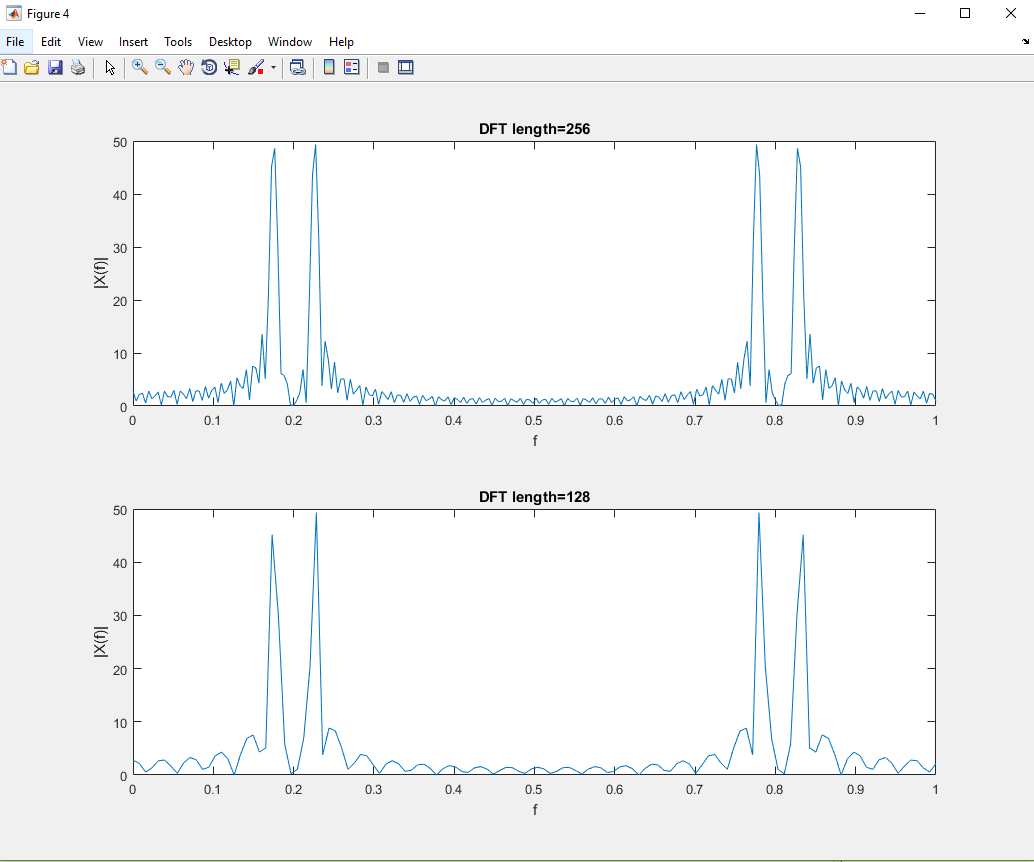 Figure 4
File Edit View Insert Tools Desktop Window Help
DFT length=256
50
40
30
20
10
0
|X(f)|
0 0.1 0.2 0.3 0.4 0.5 0.6 0.7 0.8 0.9 1
f
DFT length=128
50
40
30
20
10
0
|X(f)|
0 0.1 0.2 0.3 0.4 0.5 0.6 0.7 0.8 0.9 1
f